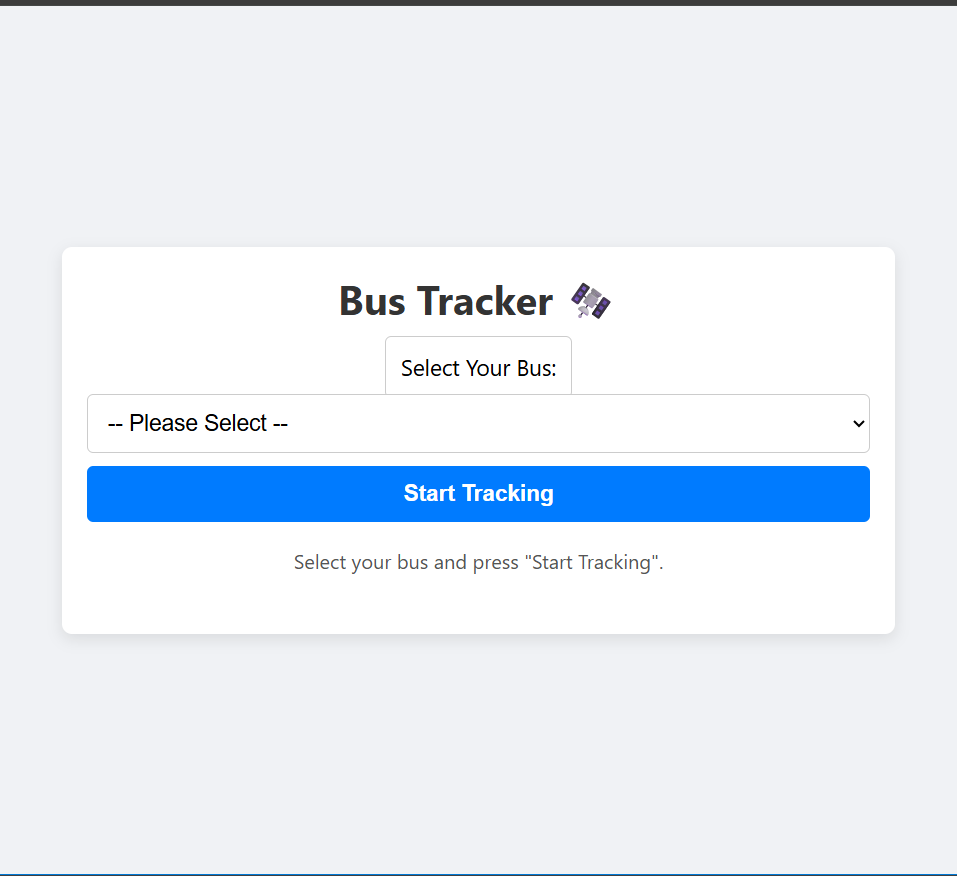 Bus Tracker
Select Your Bus:
-- Please Select --
Start Tracking
Select your bus and press "Start Tracking".